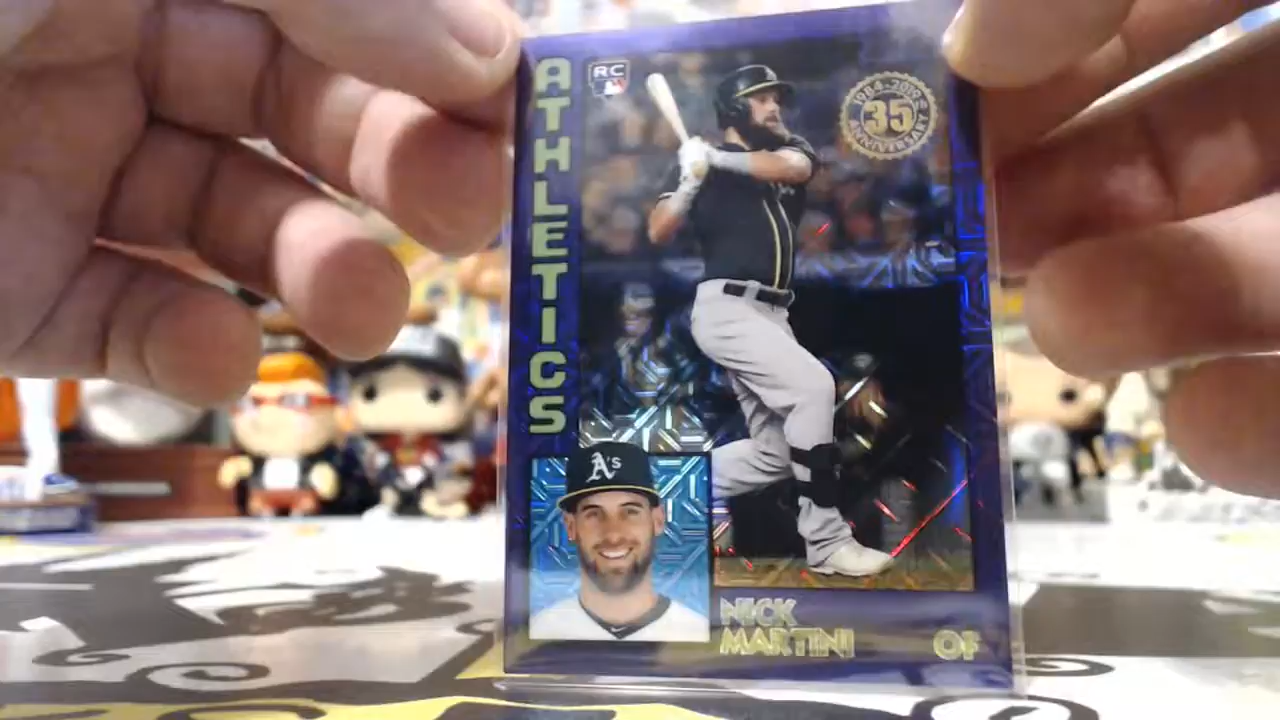 ATHLETICS
RC
1984-2019
35
ANNIVERSARY
A's
NICK
MARTINI
OF